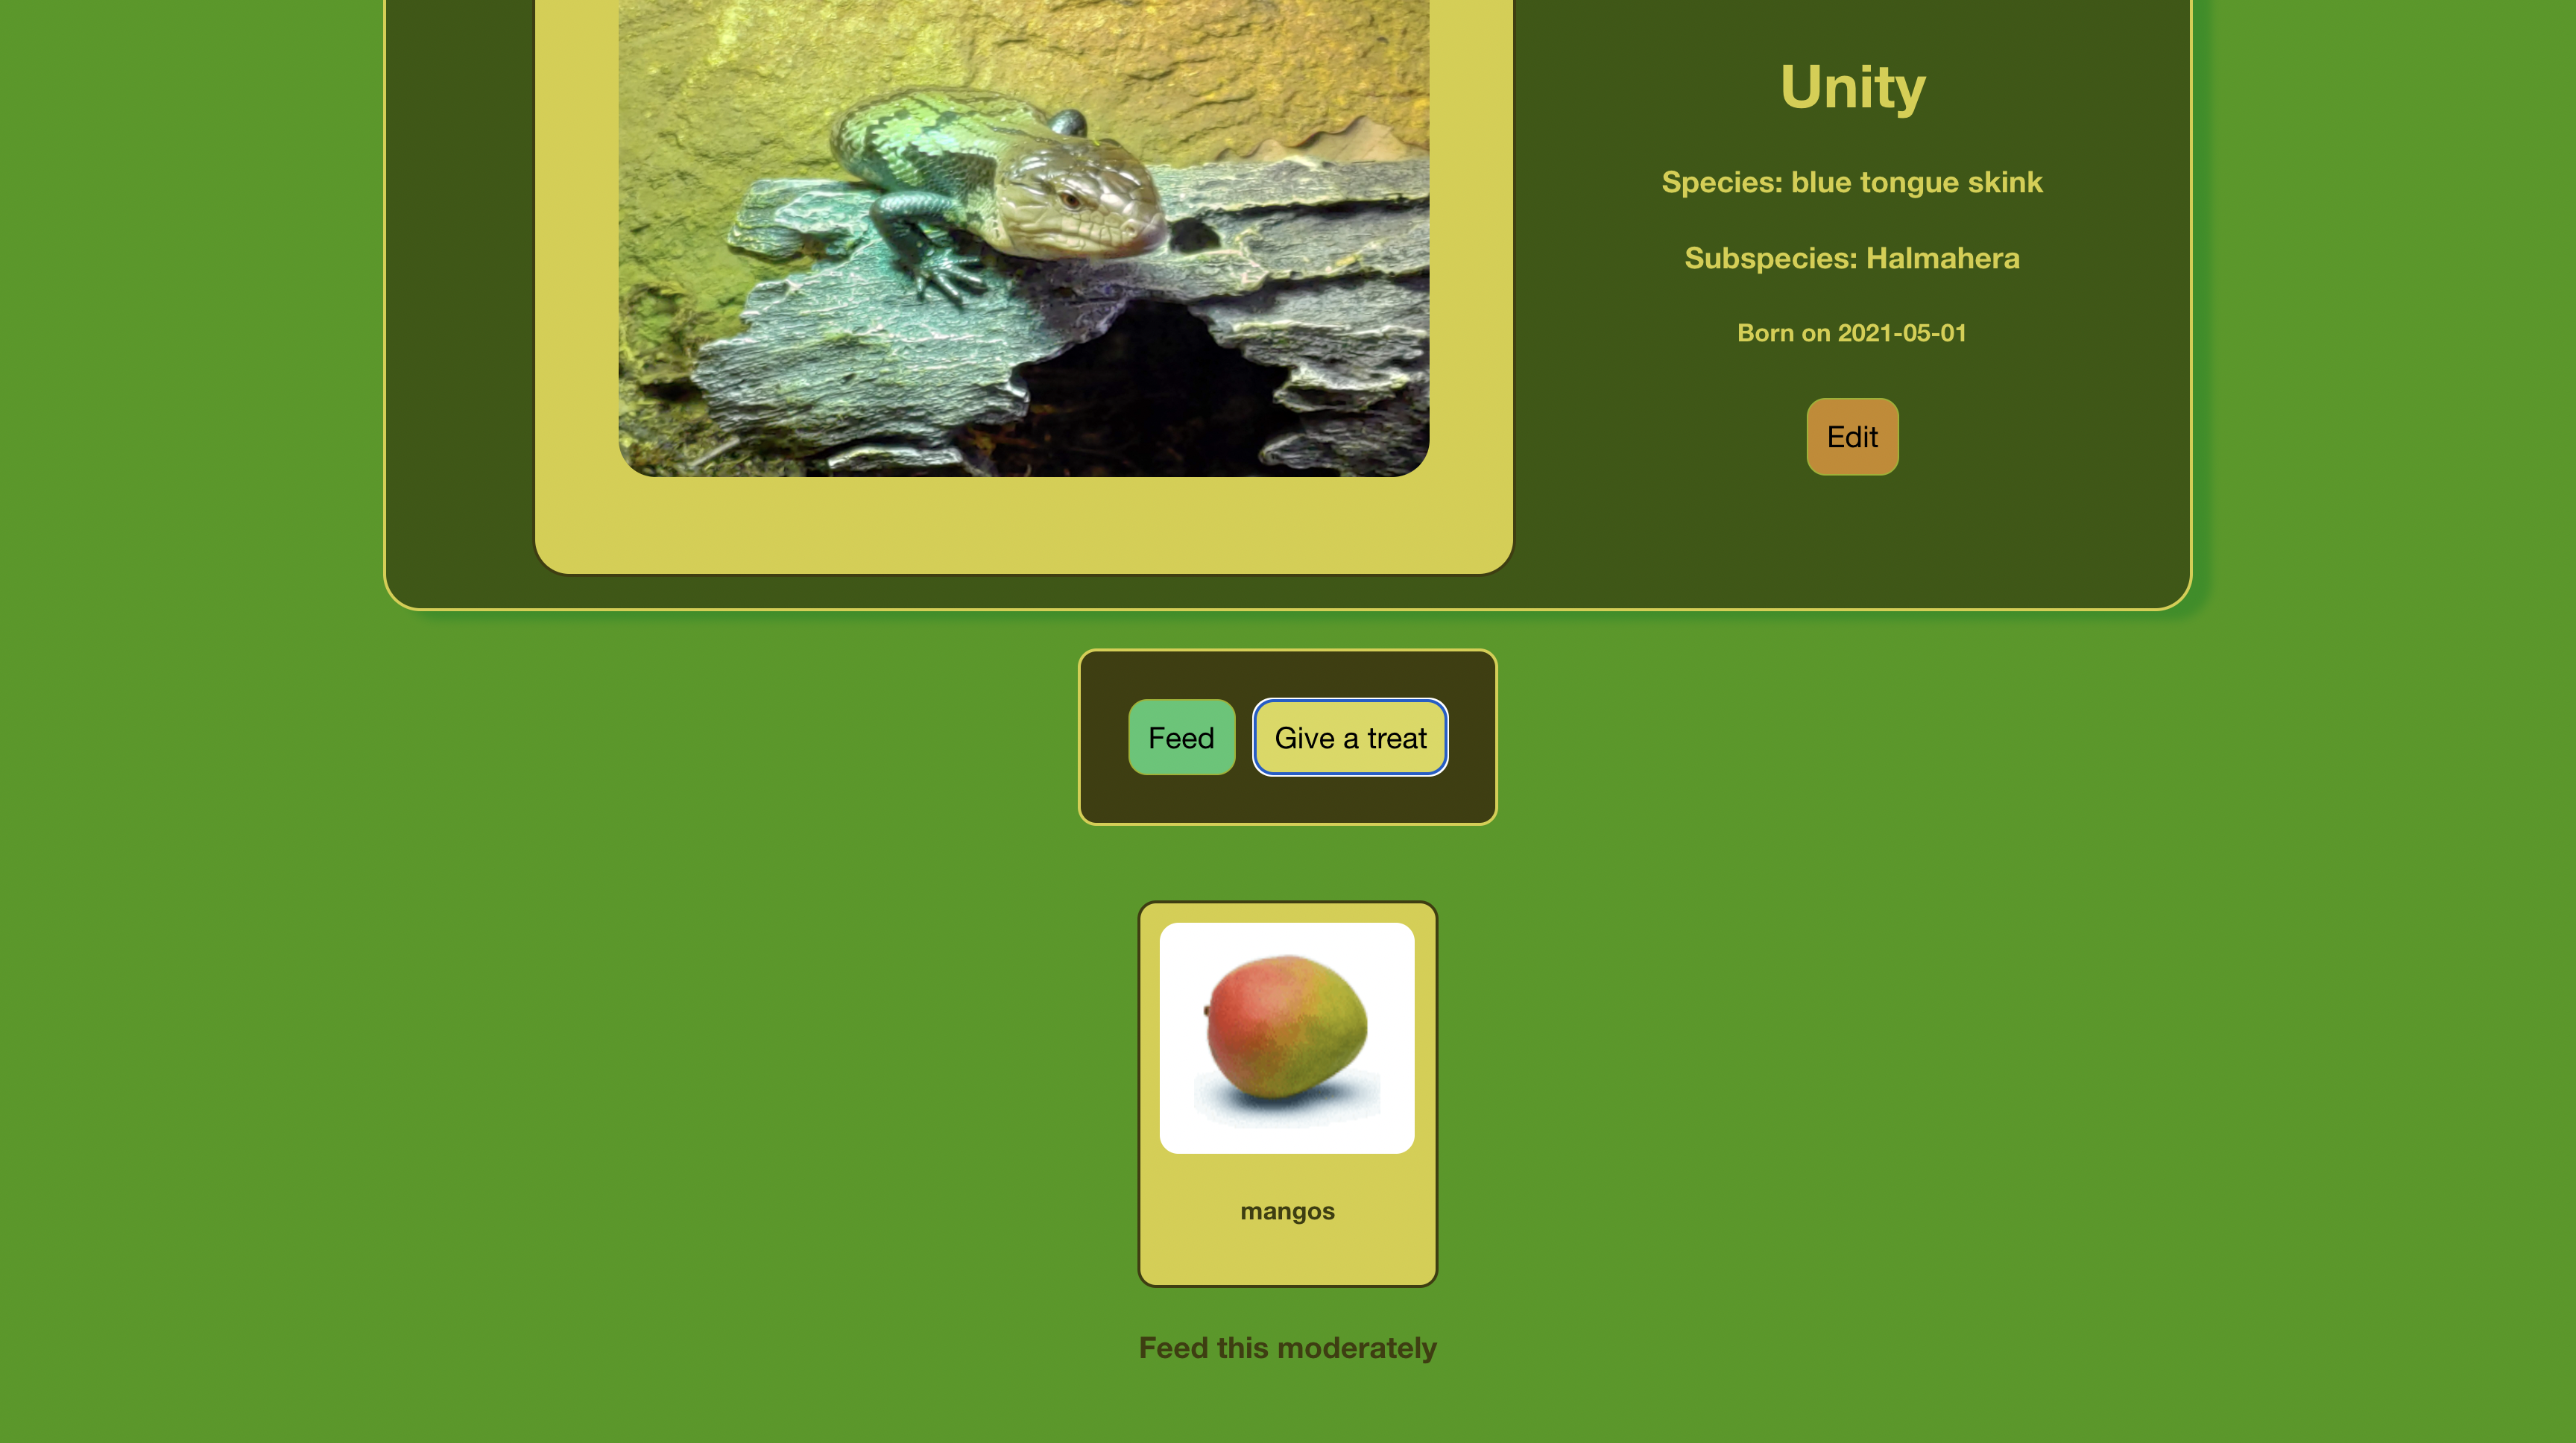 Unity
Species: blue tongue skink
Subspecies: Halmahera
Born on 2021-05-01
Edit
Feed
Give a treat
mangos
Feed this moderately